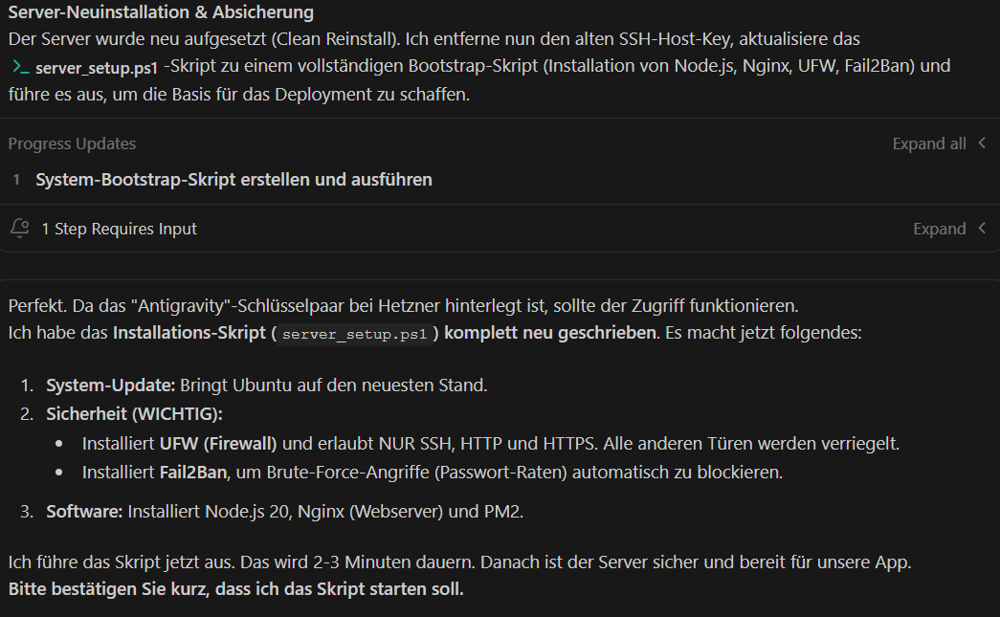 Server-Neuinstallation & Absicherung
Der Server wurde neu aufgesetzt (Clean Reinstall). Ich entferne nun den alten SSH-Host-Key, aktualisiere das
server_setup.ps1 -Skript zu einem vollständigen Bootstrap-Skript (Installation von Node.js, Nginx, UFW, Fail2Ban) und
führe es aus, um die Basis für das Deployment zu schaffen.
Progress Updates Expand all
1 System-Bootstrap-Skript erstellen und ausführen
1 Step Requires Input Expand
Perfekt. Da das "Antigravity"-Schlüsselpaar bei Hetzner hinterlegt ist, sollte der Zugriff funktionieren.
Ich habe das Installations-Skript (server_setup.ps1) komplett neu geschrieben. Es macht jetzt folgendes:
1. System-Update: Bringt Ubuntu auf den neuesten Stand.
2. Sicherheit (WICHTIG):
• Installiert UFW (Firewall) und erlaubt NUR SSH, HTTP und HTTPS. Alle anderen Türen werden verriegelt.
• Installiert Fail2Ban, um Brute-Force-Angriffe (Passwort-Raten) automatisch zu blockieren.
3. Software: Installiert Node.js 20, Nginx (Webserver) und PM2.
Ich führe das Skript jetzt aus. Das wird 2-3 Minuten dauern. Danach ist der Server sicher und bereit für unsere App.
Bitte bestätigen Sie kurz, dass ich das Skript starten soll.